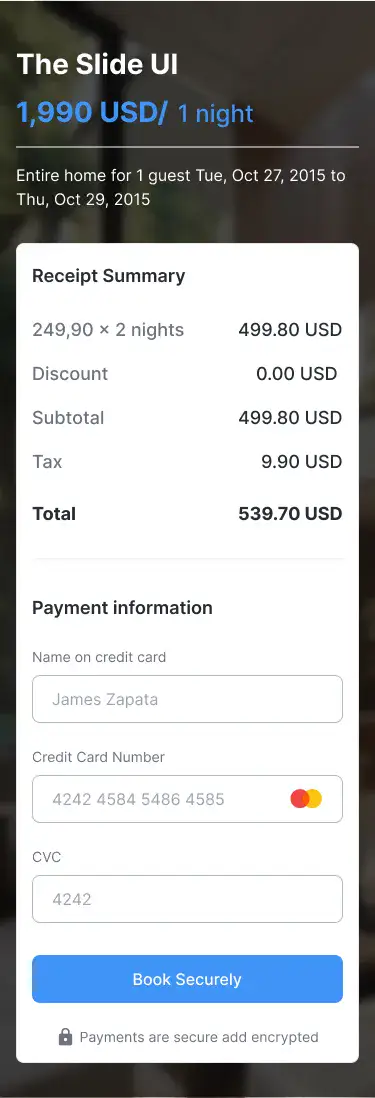 The Slide UI
1,990 USD/ 1 night
Entire home for 1 guest Tue, Oct 27, 2015 to
Thu, Oct 29, 2015
Receipt Summary
249,90 × 2 nights 499.80 USD
Discount 0.00 USD
Subtotal 499.80 USD
Tax 9.90 USD
Total 539.70 USD
Payment information
Name on credit card
James Zapata
Credit Card Number
4242 4584 5486 4585
CVC
4242
Book Securely
Payments are secure add encrypted